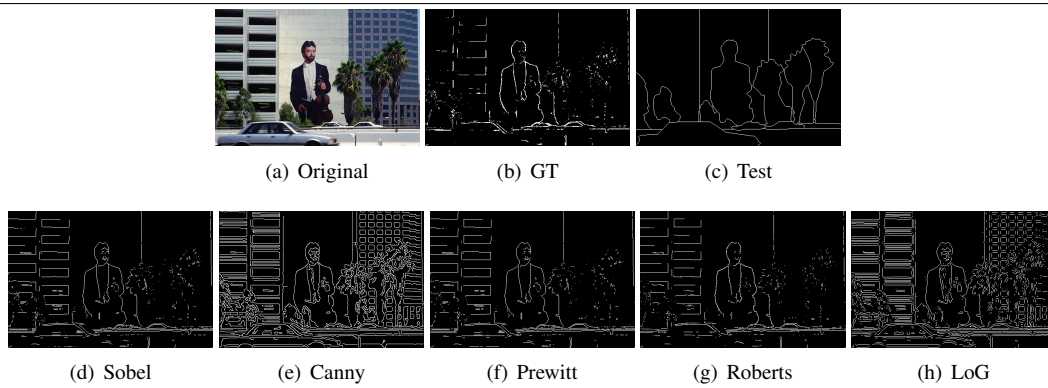 (a) Original
(b) GT
(c) Test
(d) Sobel
(e) Canny
(f) Prewitt
(g) Roberts
(h) LoG